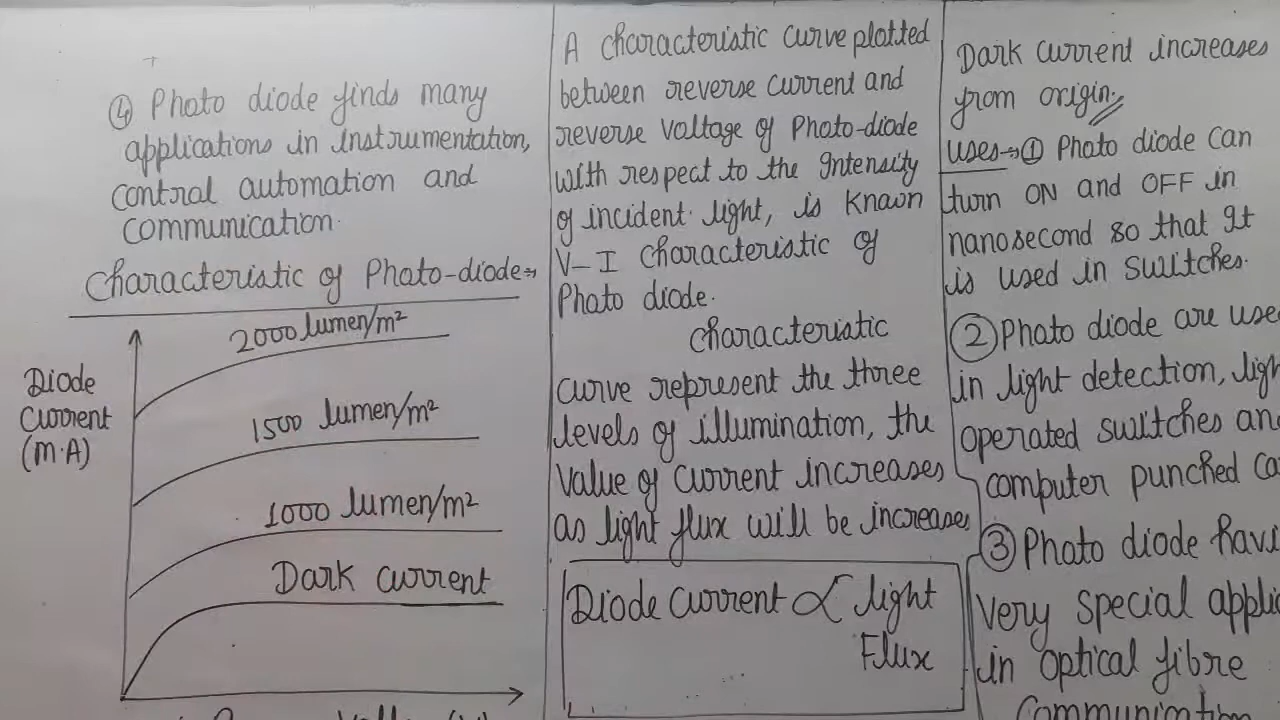 ④ Photo diode finds many
applications in instrumentation,
control automation and
communication.
Characteristic of Photo-diode→
2000 lumen/m²
Diode
Current
(m.A)
1500 lumen/m²
1000 lumen/m²
Dark current
A characteristic curve plotted
between reverse current and
reverse voltage of Photo-diode
with respect to the Intensity
of incident light, is known
V-I characteristic of
Photo diode.
characteristic
curve represent the three
levels of illumination, the
value of current increases
as light flux will be increases
Diode current ∝ light
Flux
Dark current increases
from origin.
uses→① Photo diode can
turn ON and OFF in
nanosecond so that It
is used in switches.
② Photo diode are use
in light detection, ligh
operated switches an
computer punched ca
③ Photo diode havi
very special appli
in optical fibre